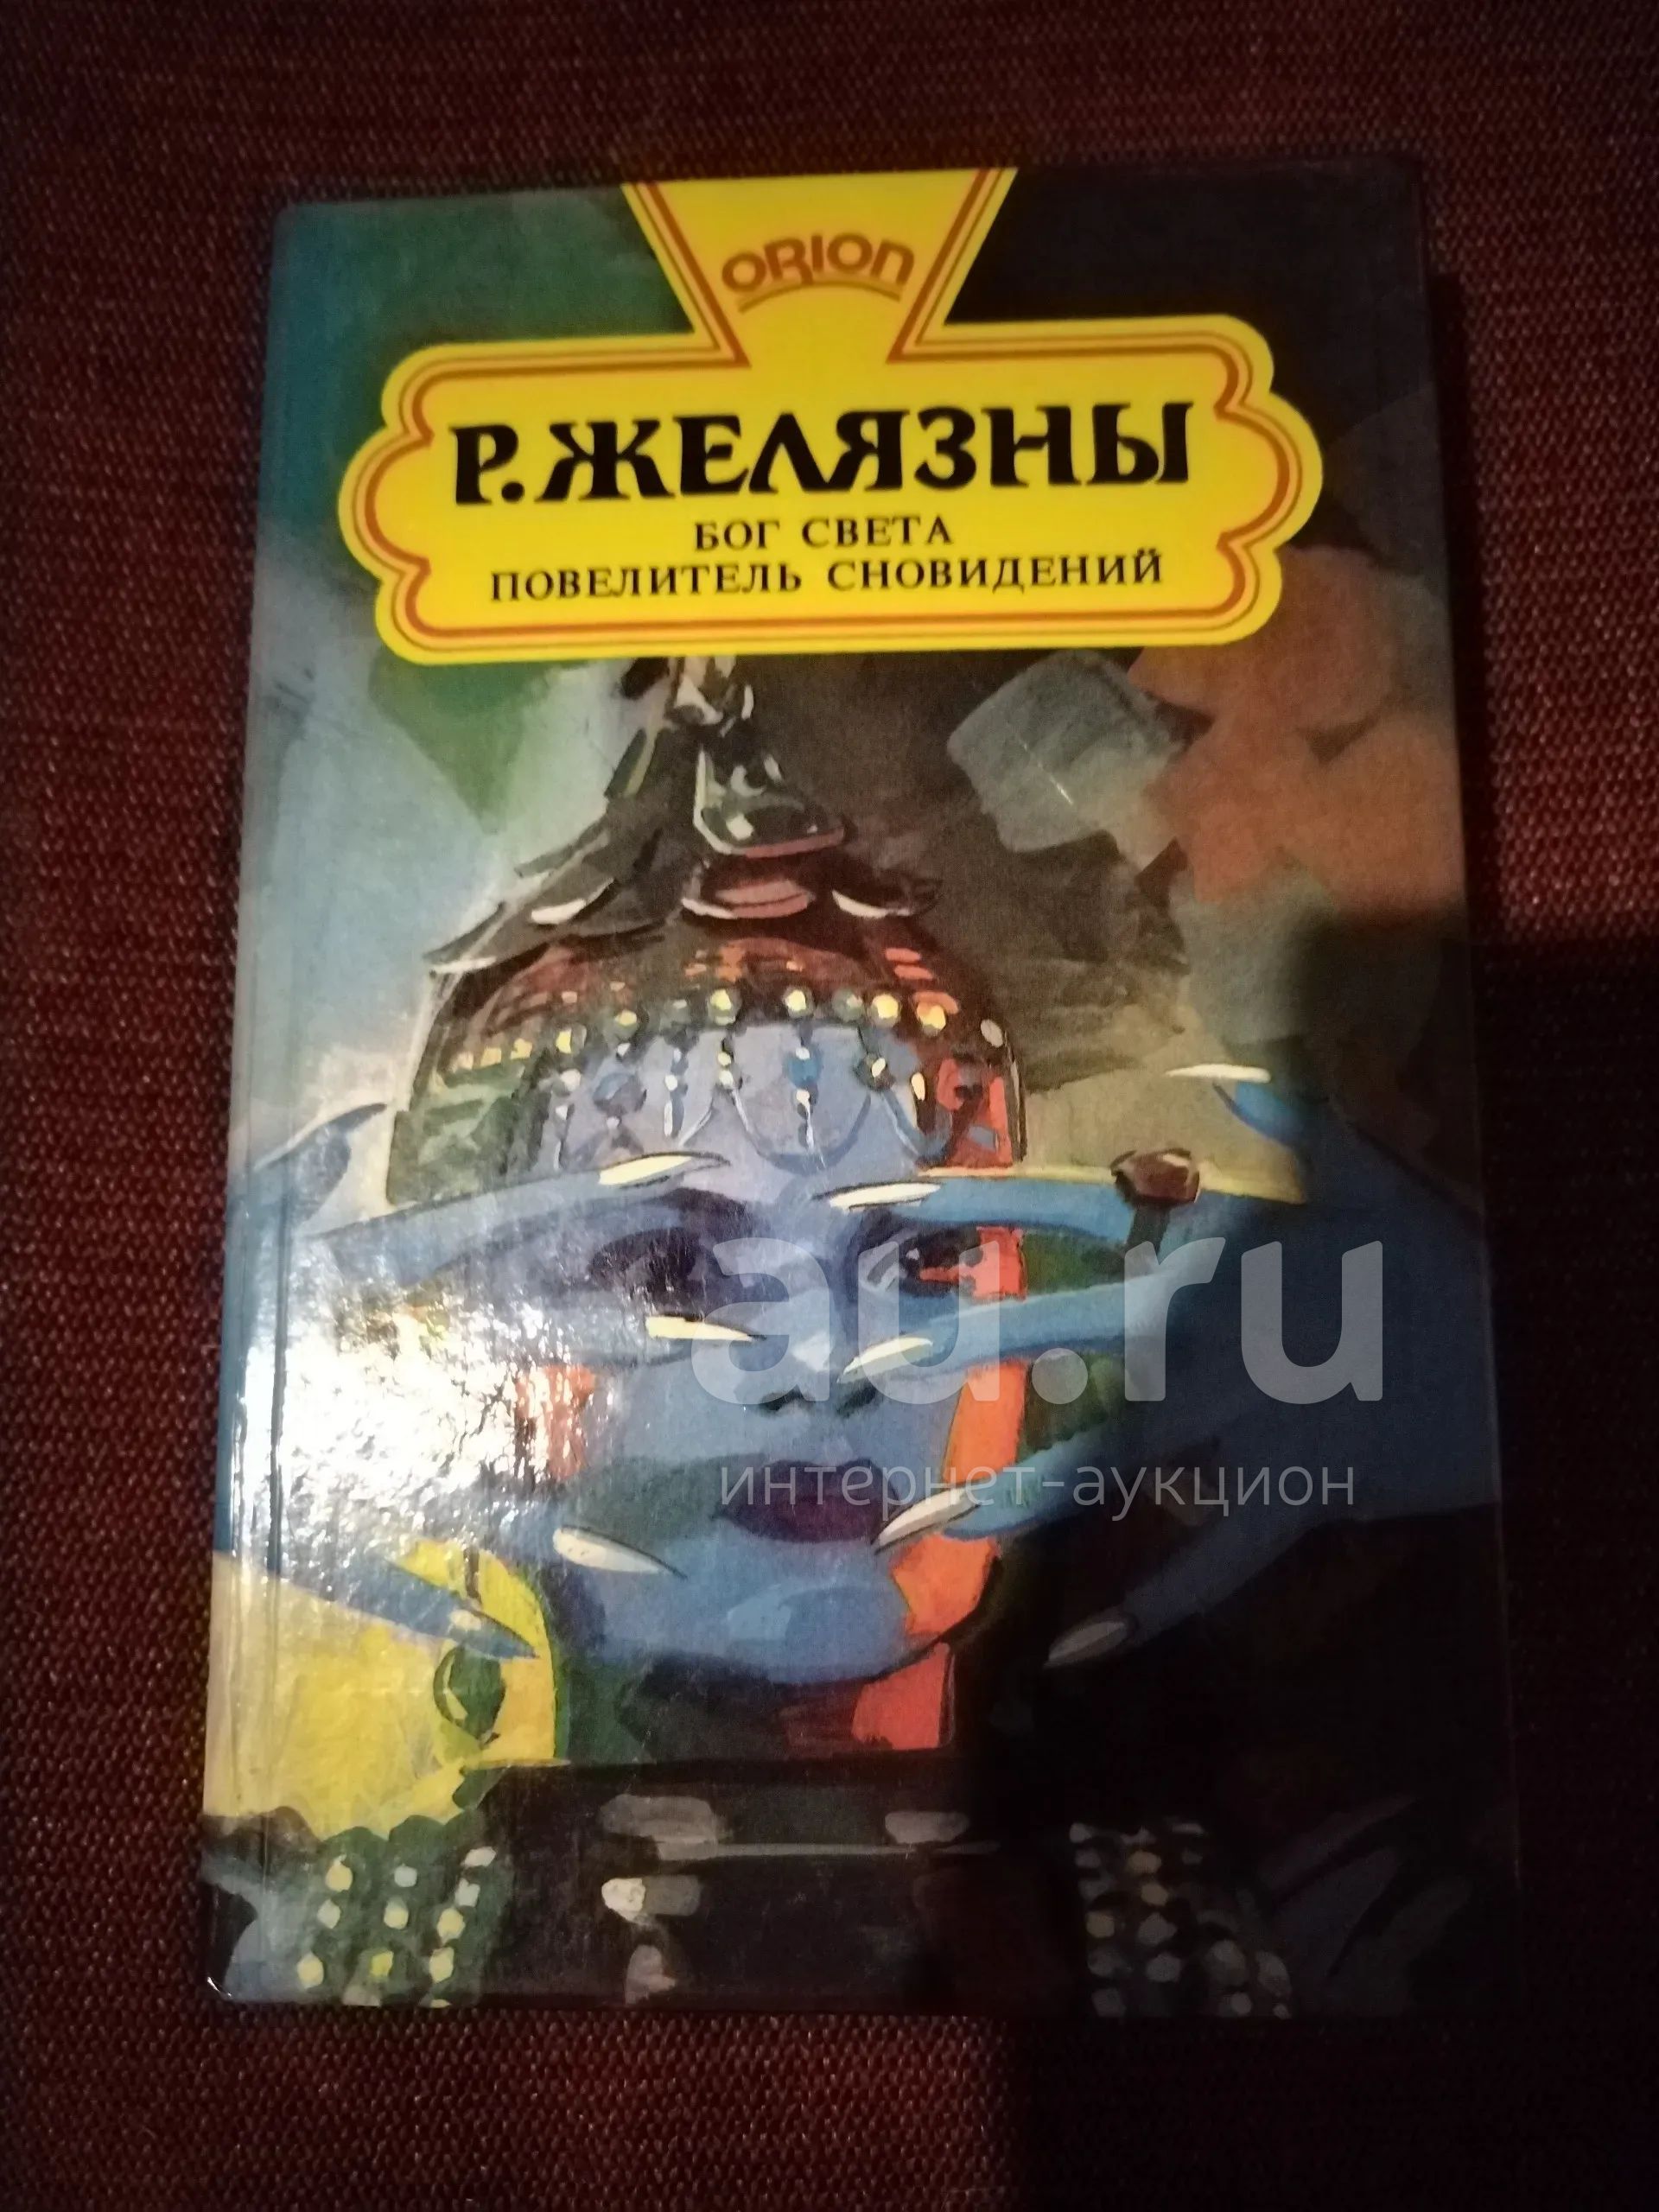 ORION
Р. ЖЕЛЯЗНЫ
БОГ СВЕТА
ПОВЕЛИТЕЛЬ СНОВИДЕНИЙ
au.ru
интернет-аукцион